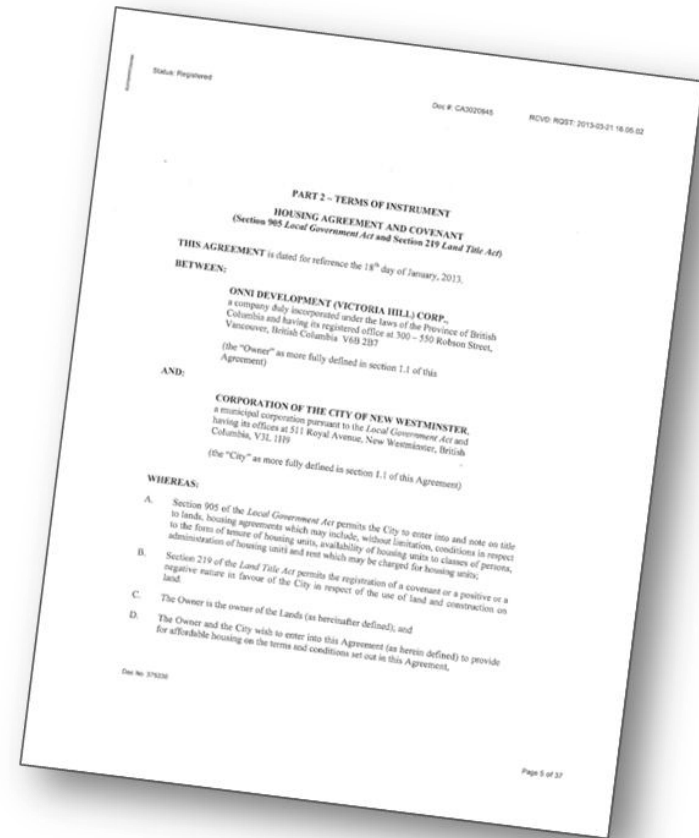 Status: Registered
Doc #: CA3020645
RCVD: RQST: 2013-03-21 16.05.02
PART 2 – TERMS OF INSTRUMENT
HOUSING AGREEMENT AND COVENANT
(Section 905 Local Government Act and Section 219 Land Title Act)
THIS AGREEMENT is dated for reference the 18th day of January, 2013.
BETWEEN:
ONNI DEVELOPMENT (VICTORIA HILL) CORP.,
a company duly incorporated under the laws of the Province of British
Columbia and having its registered office at 300 – 550 Robson Street,
Vancouver, British Columbia V6B 2B7
(the "Owner" as more fully defined in section 1.1 of this
Agreement)
AND:
CORPORATION OF THE CITY OF NEW WESTMINSTER,
a municipal corporation pursuant to the Local Government Act and
having its offices at 511 Royal Avenue, New Westminster, British
Columbia, V3L 1H9
(the "City" as more fully defined in section 1.1 of this Agreement)
WHEREAS:
A. Section 905 of the Local Government Act permits the City to enter into and note on title
to lands, housing agreements which may include, without limitation, conditions in respect
to the form of tenure of housing units, availability of housing units to classes of persons,
administration of housing units and rent which may be charged for housing units;
B. Section 219 of the Land Title Act permits the registration of a covenant or a positive or a
negative nature in favour of the City in respect of the use of land and construction on
land.
C. The Owner is the owner of the Lands (as hereinafter defined); and
D. The Owner and the City wish to enter into this Agreement (as herein defined) to provide
for affordable housing on the terms and conditions set out in this Agreement,
Doc No.
Page 5 of 37